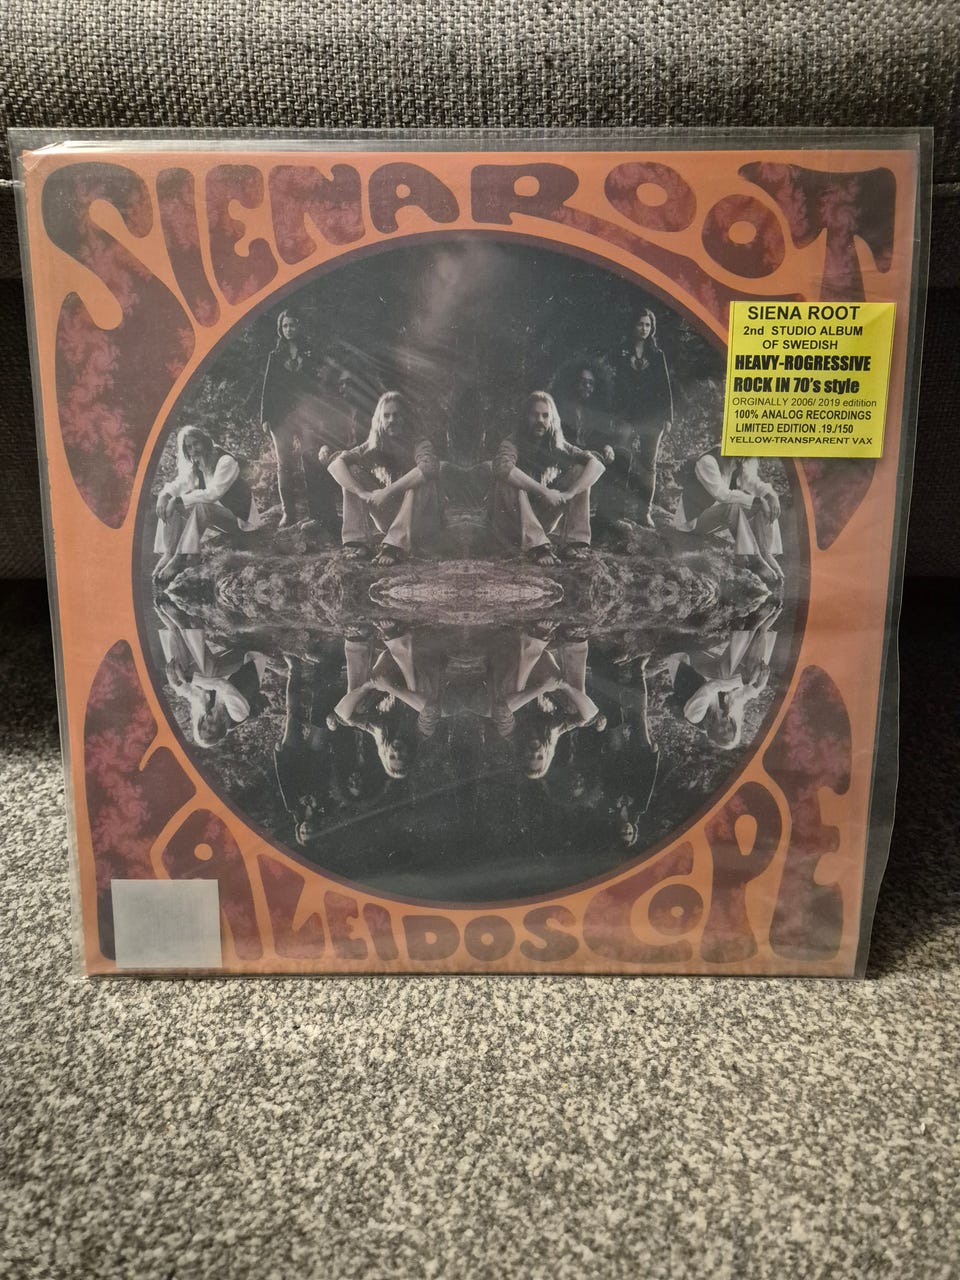 SIENA ROOT
SIENA ROOT
2nd STUDIO ALBUM
OF SWEDISH
HEAVY-ROGRESSIVE
ROCK IN 70's style
ORGINALLY 2006/ 2019 editition
100% ANALOG RECORDINGS
LIMITED EDITION .19./150
YELLOW-TRANSPARENT VAX
KALEIDOSCOPE